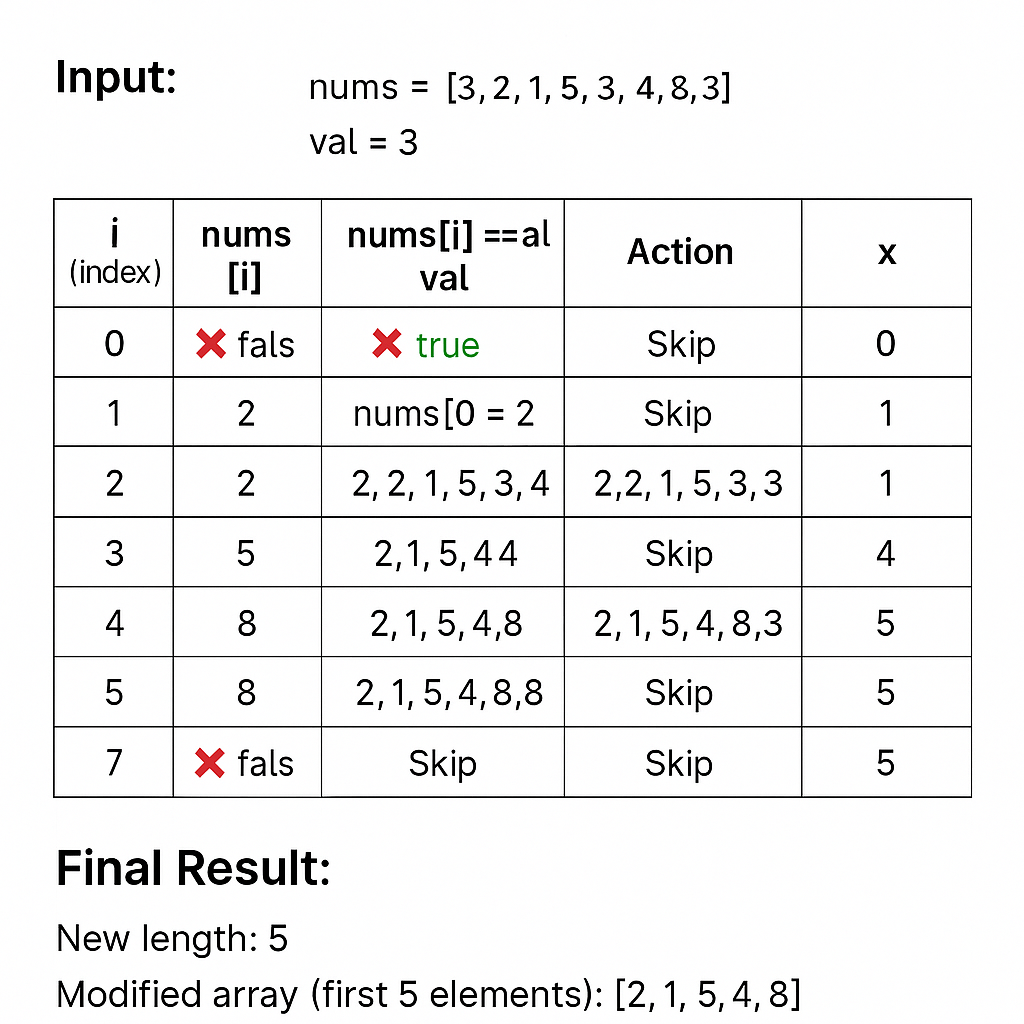 Input:
nums = [3, 2, 1, 5, 3, 4, 8, 3]
val = 3
i (index) | nums [i] | nums[i] ==al val | Action | x
0 | ❌ fals | ❌ true | Skip | 0
1 | 2 | nums[0 = 2 | Skip | 1
2 | 2 | 2, 2, 1, 5, 3, 4 | 2,2, 1, 5, 3, 3 | 1
3 | 5 | 2,1, 5, 4 4 | Skip | 4
4 | 8 | 2, 1, 5, 4,8 | 2, 1, 5, 4, 8,3 | 5
5 | 8 | 2, 1, 5, 4, 8,8 | Skip | 5
7 | ❌ fals | Skip | Skip | 5
Final Result:
New length: 5
Modified array (first 5 elements): [2, 1, 5, 4, 8]